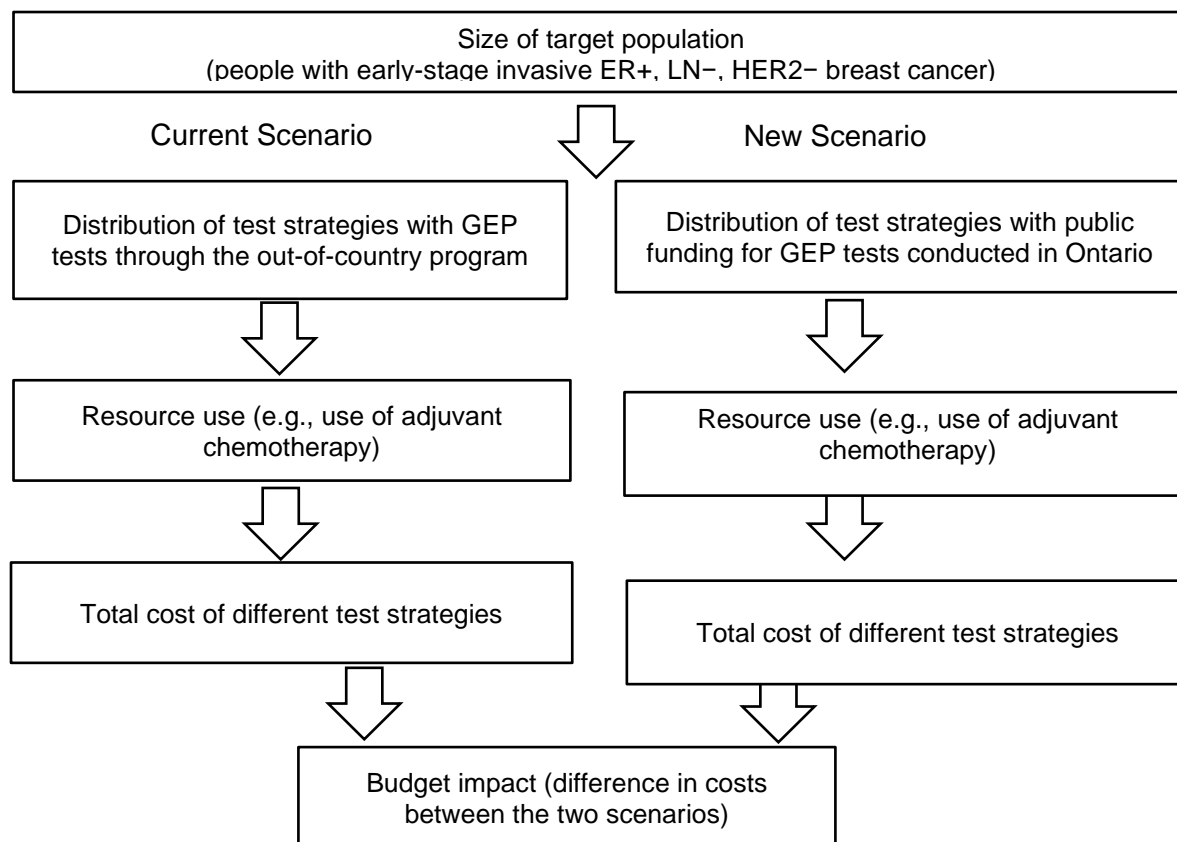 Size of target population
(people with early-stage invasive ER+, LN−, HER2− breast cancer)
Current Scenario
New Scenario
Distribution of test strategies with GEP
tests through the out-of-country program
Distribution of test strategies with public
funding for GEP tests conducted in Ontario
Resource use (e.g., use of adjuvant
chemotherapy)
Resource use (e.g., use of adjuvant
chemotherapy)
Total cost of different test strategies
Total cost of different test strategies
Budget impact (difference in costs
between the two scenarios)